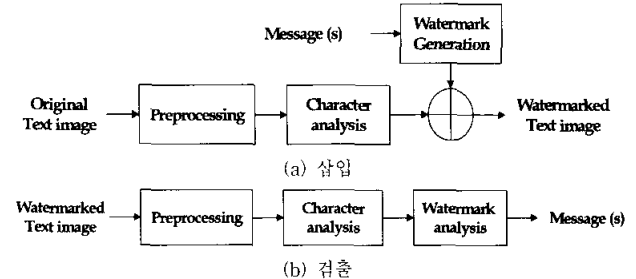 Message (s)
Watermark
Generation
Original
Text image
Preprocessing
Character
analysis
Watermarked
Text image
(a) 삽입
Watermarked
Text image
Preprocessing
Character
analysis
Watermark
analysis
Message (s)
(b) 검출